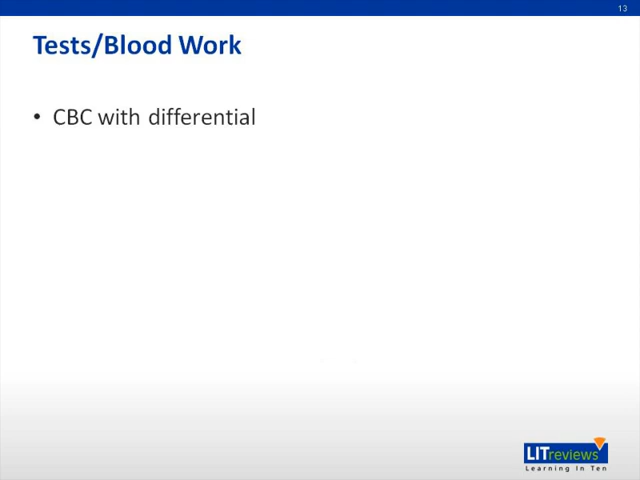 13
Tests/Blood Work
• CBC with differential
LITreviews
Learning In Ten